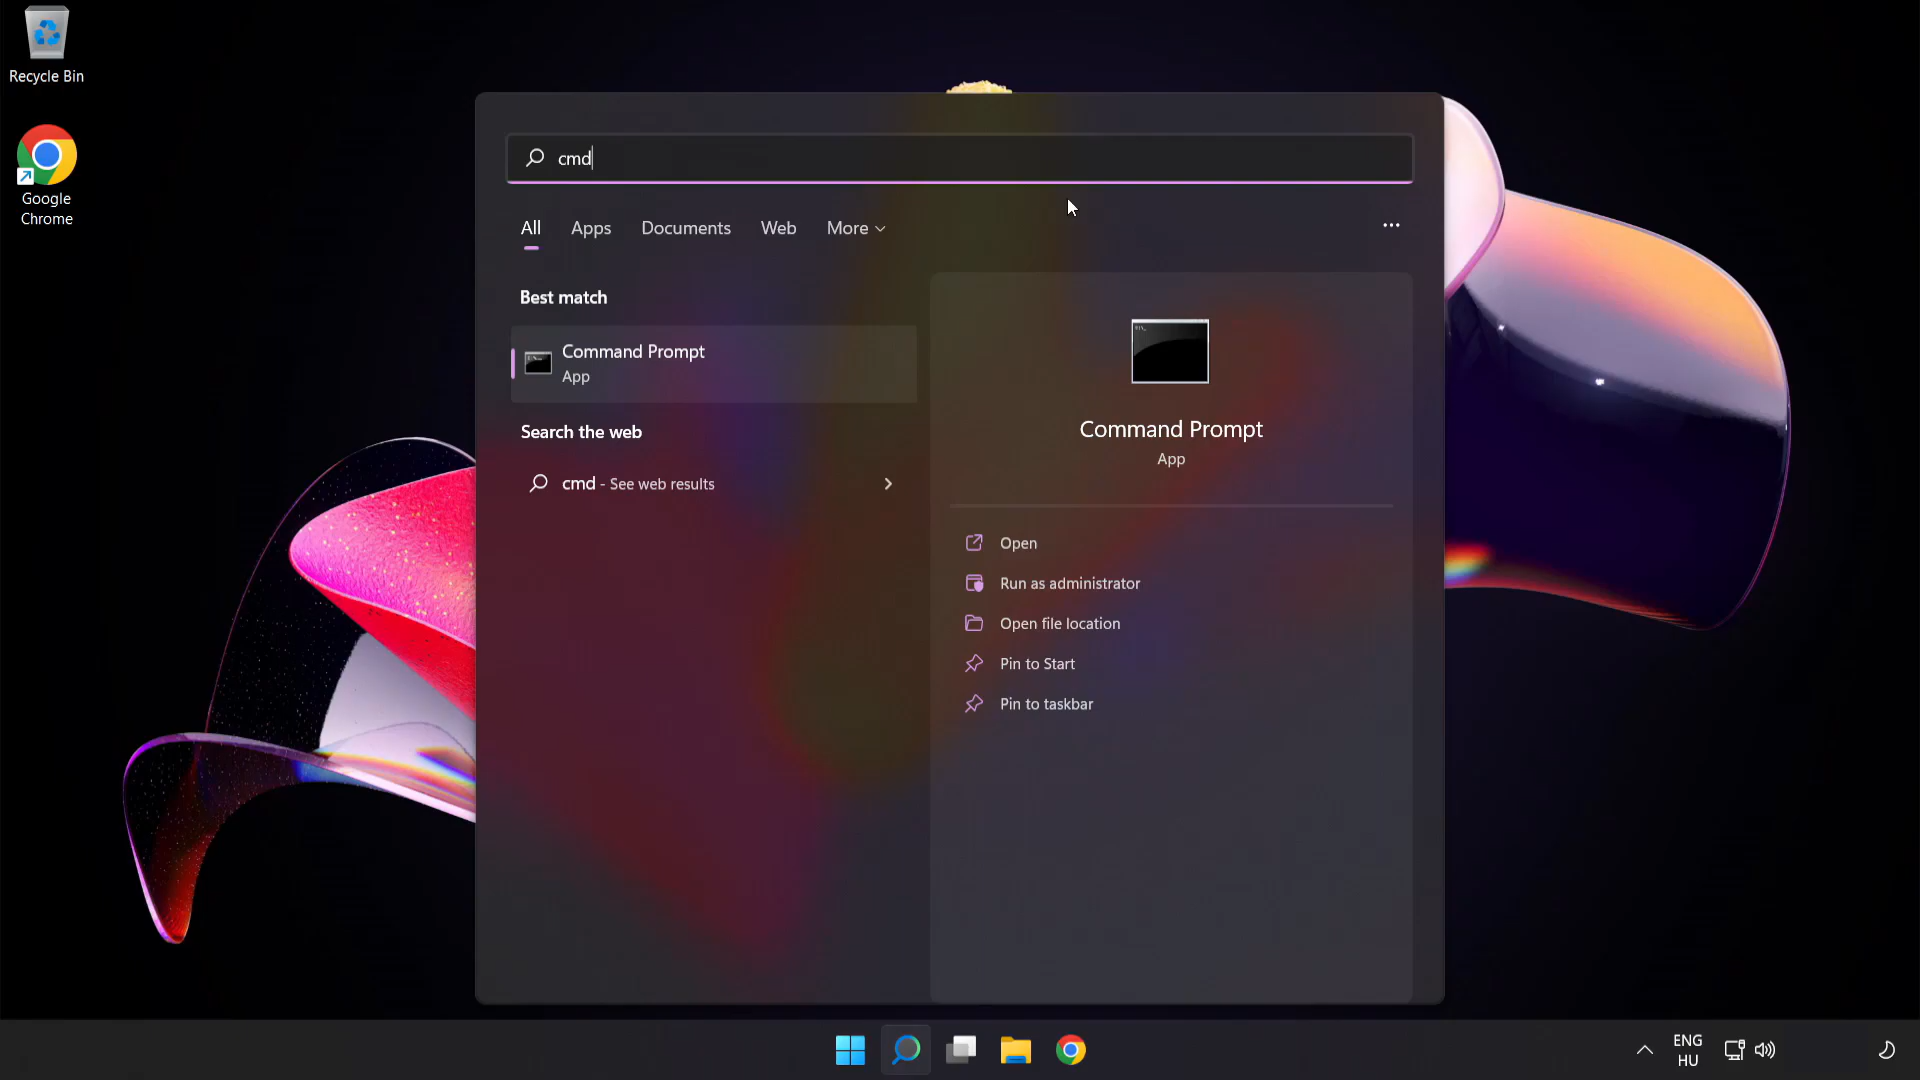 Recycle Bin
Google
Chrome
cmd
All Apps Documents Web More
Best match
Command Prompt
App
Search the web
cmd - See web results
Command Prompt
App
Open
Run as administrator
Open file location
Pin to Start
Pin to taskbar
ENG
HU